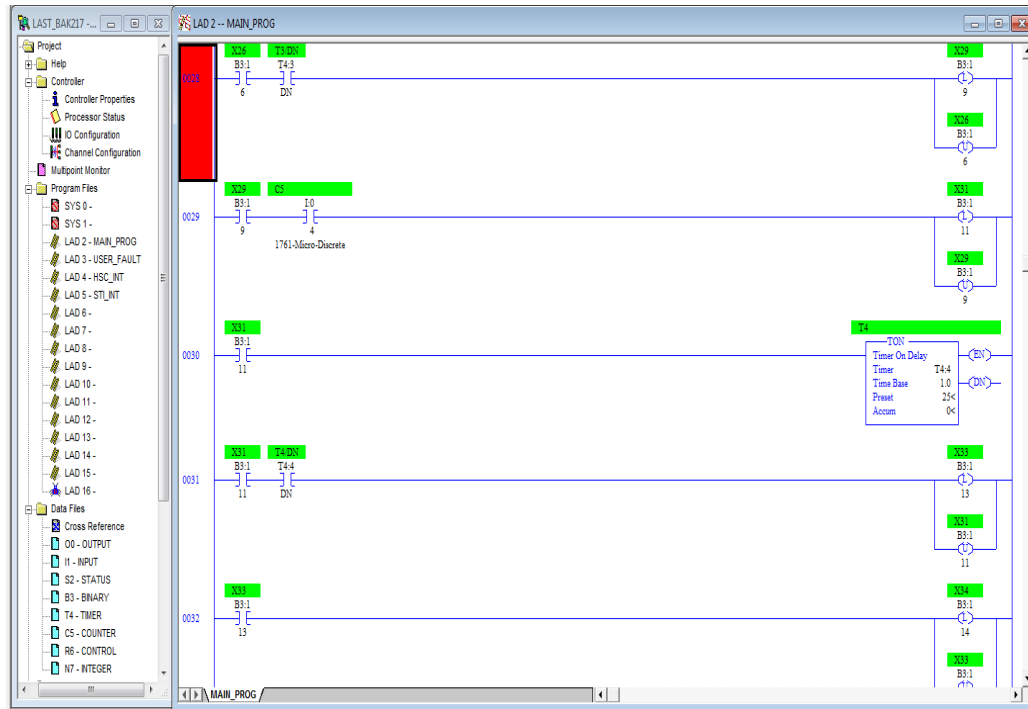 LAST_BAK217 -...
Project
Help
Controller
Controller Properties
Processor Status
IO Configuration
Channel Configuration
Multipoint Monitor
Program Files
SYS 0 -
SYS 1 -
LAD 2 - MAIN_PROG
LAD 3 - USER_FAULT
LAD 4 - HSC_INT
LAD 5 - STI_INT
LAD 6 -
LAD 7 -
LAD 8 -
LAD 9 -
LAD 10 -
LAD 11 -
LAD 12 -
LAD 13 -
LAD 14 -
LAD 15 -
LAD 16 -
Data Files
Cross Reference
O0 - OUTPUT
I1 - INPUT
S2 - STATUS
B3 - BINARY
T4 - TIMER
C5 - COUNTER
R6 - CONTROL
N7 - INTEGER
LAD 2 -- MAIN_PROG
X26 T3/DN X29
B3:1 T4:3 B3:1
0028 L
6 DN 9
X26
B3:1
U
6
X29 C5 X31
B3:1 I:0 B3:1
0029 L
9 4 11
1761-Micro-Discrete
X29
B3:1
U
9
X31 T4
B3:1 TON
0030 Timer On Delay EN
11 Timer T4:4
Time Base 1.0 DN
Preset 25<
Accum 0<
X31 T4/DN X33
B3:1 T4:4 B3:1
0031 L
11 DN 13
X31
B3:1
U
11
X33 X34
B3:1 B3:1
0032 L
13 14
X33
B3:1
MAIN_PROG